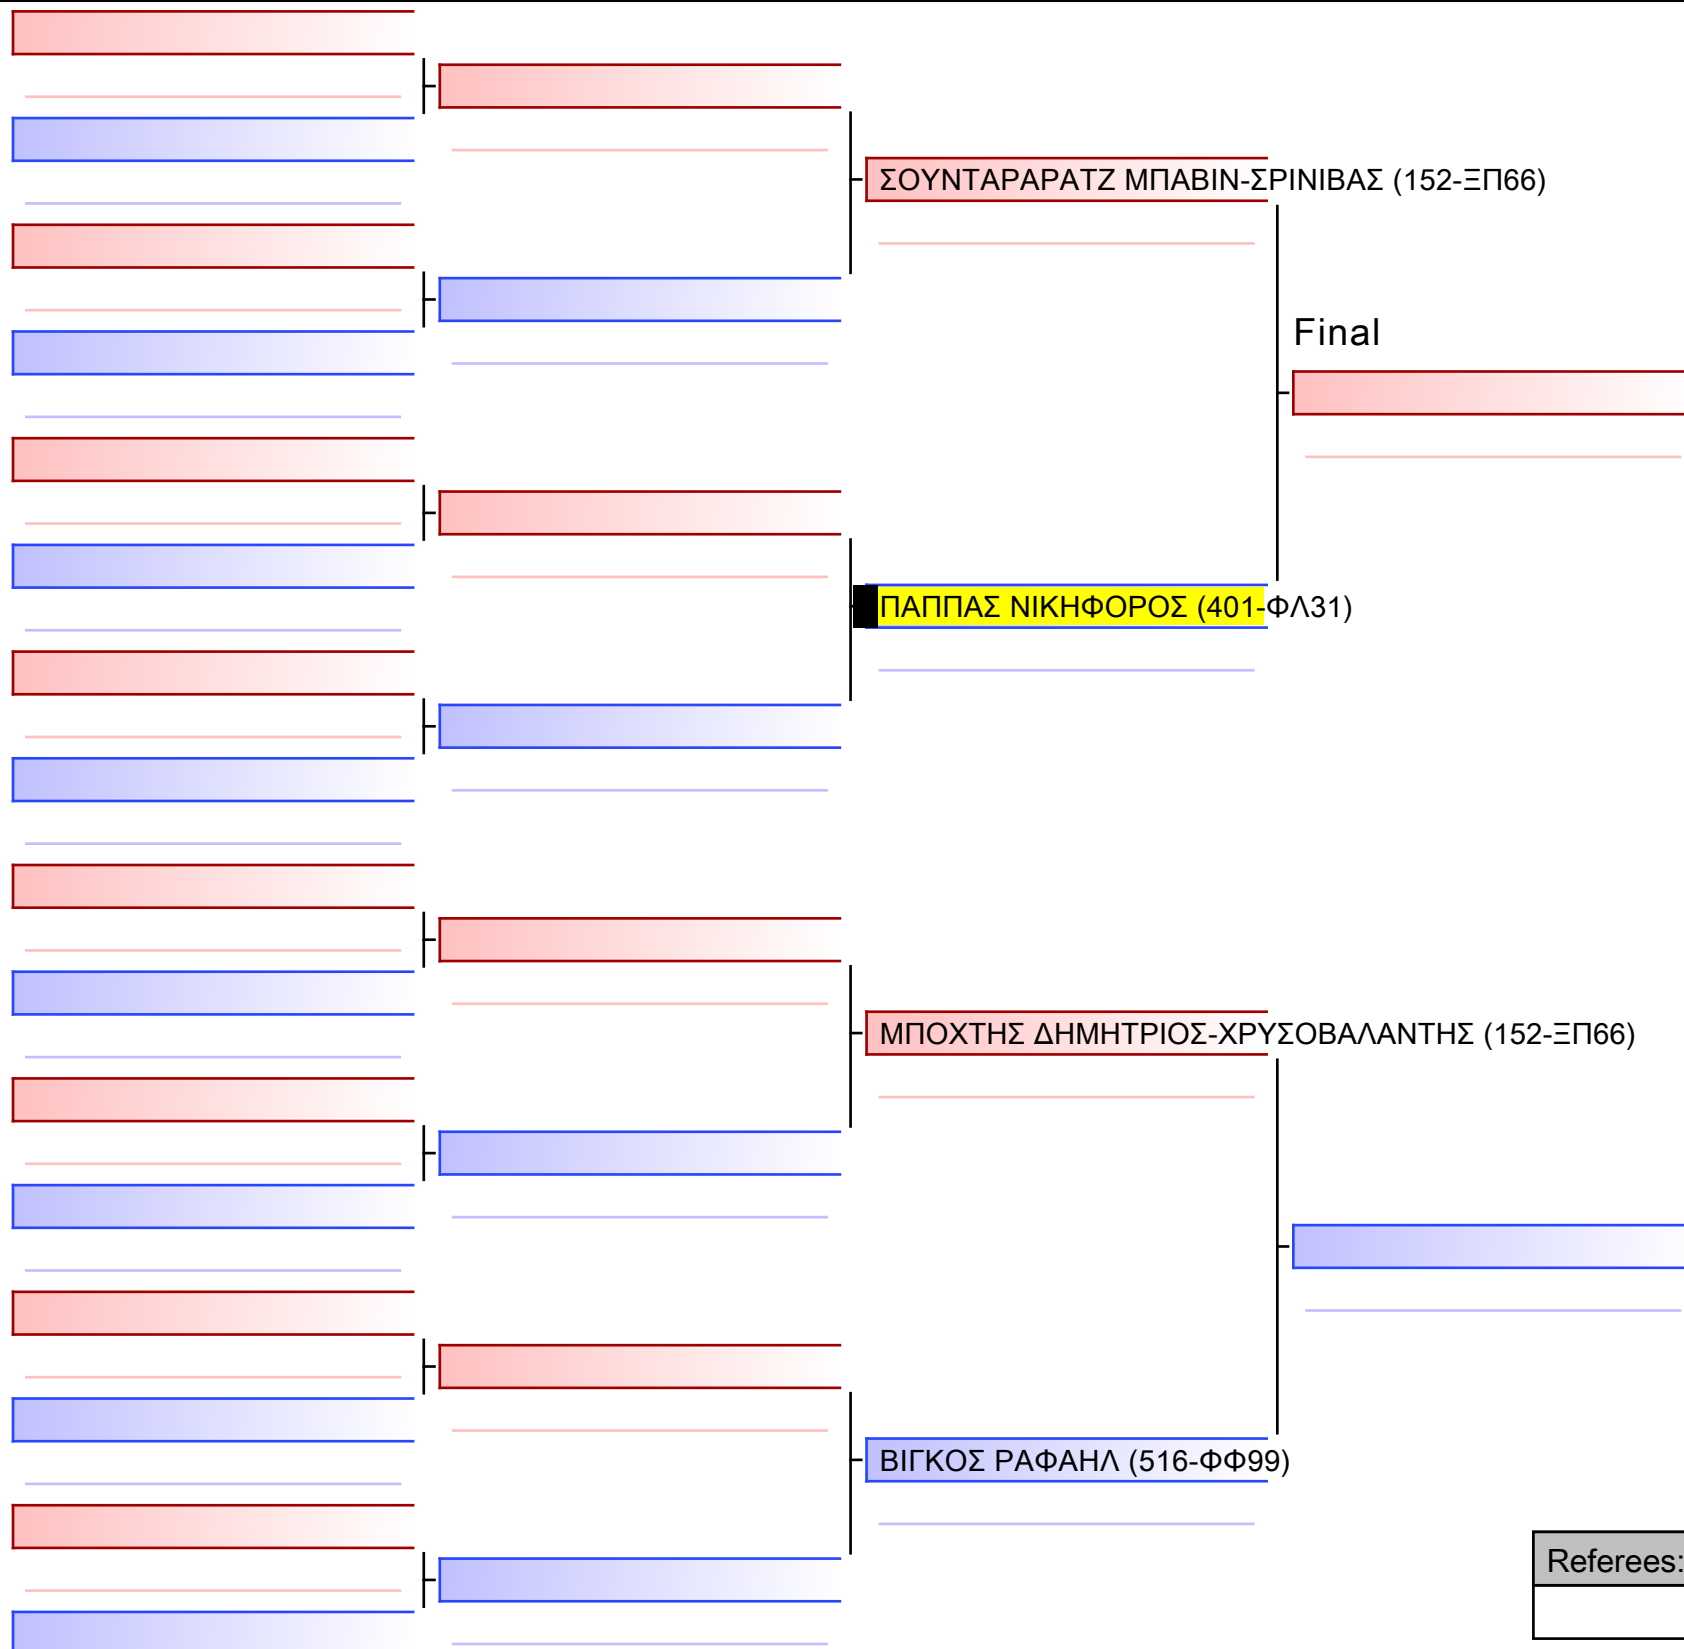 ΣΟΥΝΤΑΡΑΡΑΤΖ ΜΠΑΒΙΝ-ΣΡΙΝΙΒΑΣ (152-ΞΠ66)
Final
ΠΑΠΠΑΣ ΝΙΚΗΦΟΡΟΣ (401-ΦΛ31)
ΜΠΟΧΤΗΣ ΔΗΜΗΤΡΙΟΣ-ΧΡΥΣΟΒΑΛΑΝΤΗΣ (152-ΞΠ66)
ΒΙΓΚΟΣ ΡΑΦΑΗΛ (516-ΦΦ99)
Referees: